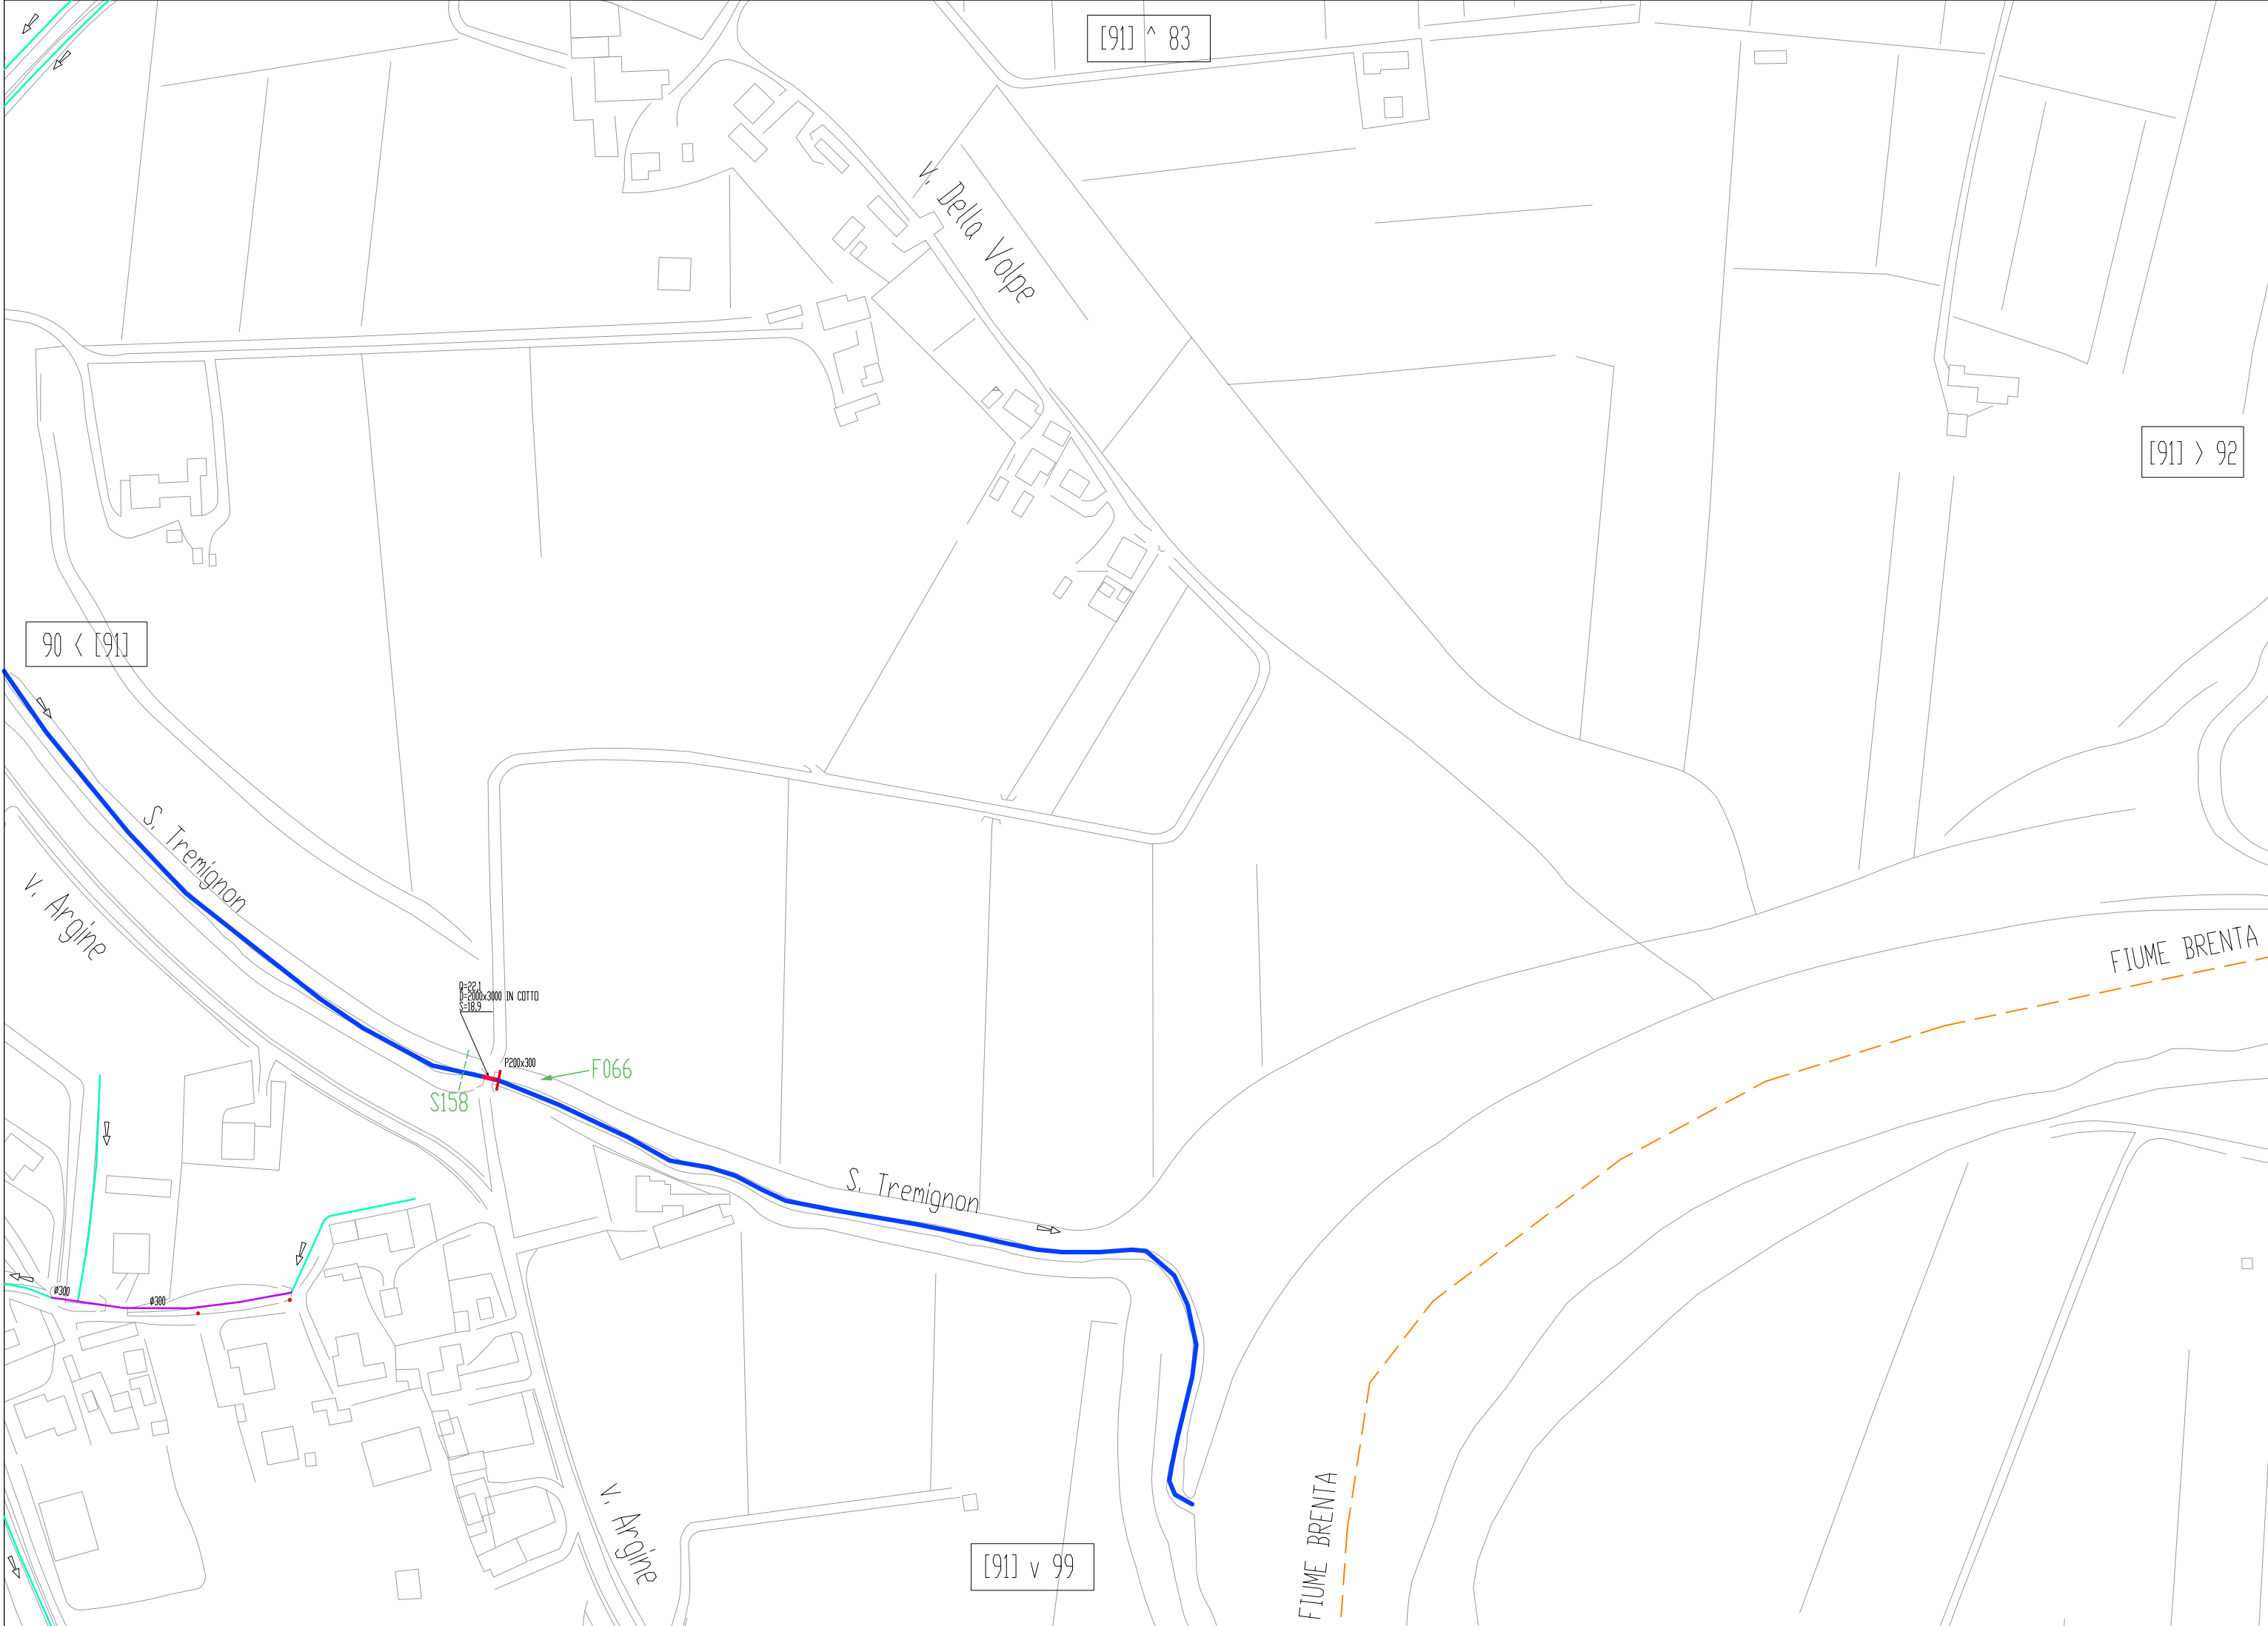 [91] ^ 83
V. Della Volpe
[91] > 92
90 < [91]
S. Tremignon
V. Argine
FIUME BRENTA
Q=22,1
D=2000x3000 IN COTTO
S=18,9
P200x300
F066
S158
S. Tremignon
ø300
ø300
FIUME BRENTA
V. Argine
[91] v 99